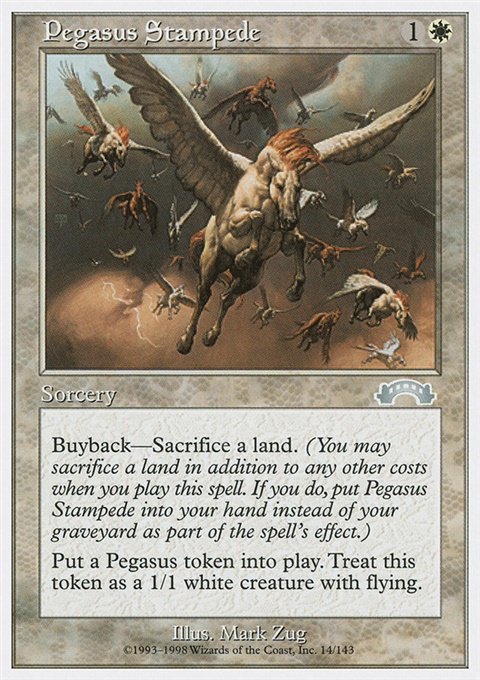 Pegasus Stampede 1
Sorcery
Buyback—Sacrifice a land. (You may
sacrifice a land in addition to any other costs
when you play this spell. If you do, put Pegasus
Stampede into your hand instead of your
graveyard as part of the spell's effect.)
Put a Pegasus token into play. Treat this
token as a 1/1 white creature with flying.
Illus. Mark Zug
©1993–1998 Wizards of the Coast, Inc. 14/143